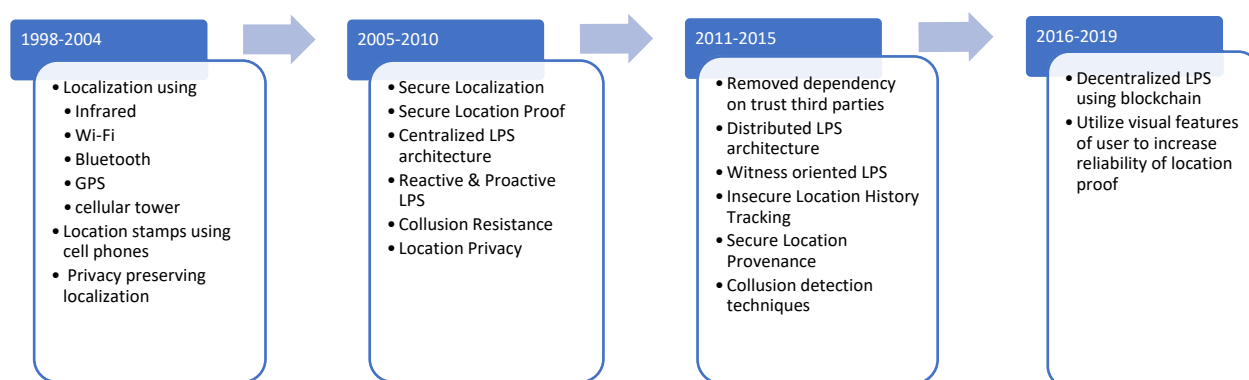 1998-2004
• Localization using
• Infrared
• Wi-Fi
• Bluetooth
• GPS
• cellular tower
• Location stamps using
cell phones
• Privacy preserving
localization
2005-2010
• Secure Localization
• Secure Location Proof
• Centralized LPS
architecture
• Reactive & Proactive
LPS
• Collusion Resistance
• Location Privacy
2011-2015
• Removed dependency
on trust third parties
• Distributed LPS
architecture
• Witness oriented LPS
• Insecure Location History
Tracking
• Secure Location
Provenance
• Collusion detection
techniques
2016-2019
• Decentralized LPS
using blockchain
• Utilize visual features
of user to increase
reliability of location
proof